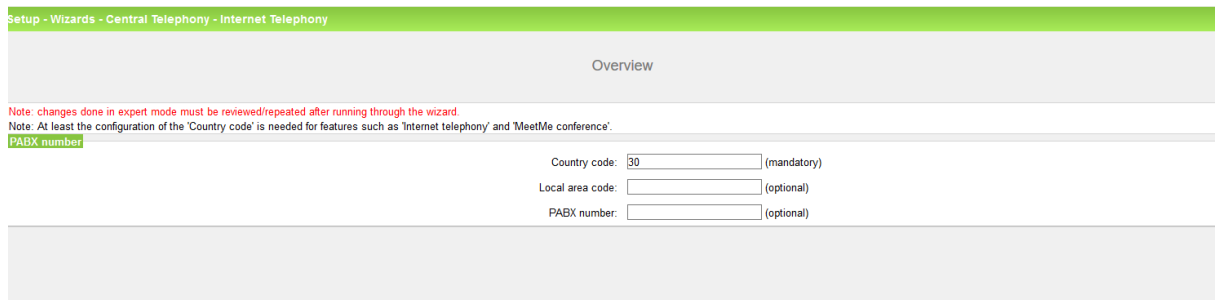 Setup - Wizards - Central Telephony - Internet Telephony
Overview
Note: changes done in expert mode must be reviewed/repeated after running through the wizard.
Note: At least the configuration of the 'Country code' is needed for features such as 'Internet telephony' and 'MeetMe conference'.
PABX number
Country code: 30 (mandatory)
Local area code: (optional)
PABX number: (optional)